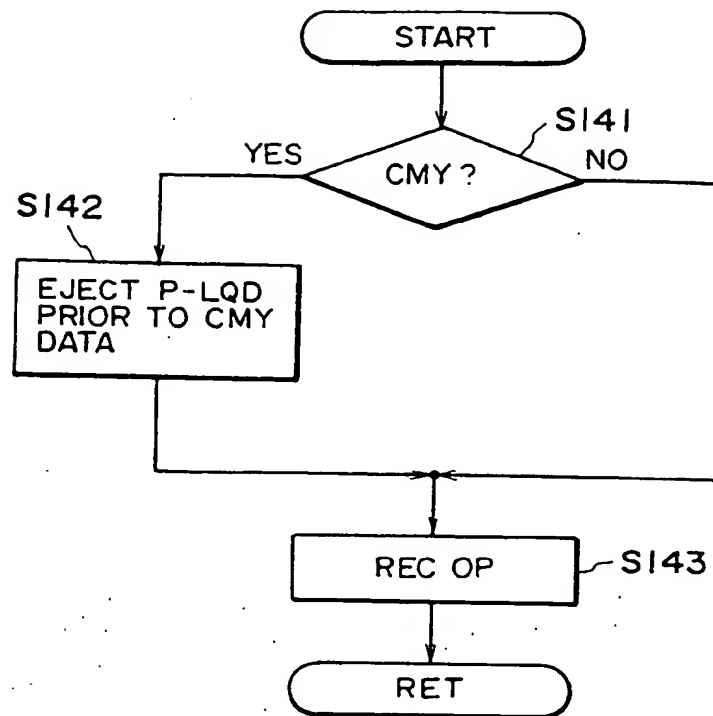 START
S141
YES
CMY ?
NO
S142
EJECT P-LQD
PRIOR TO CMY
DATA
REC OP
S143
RET